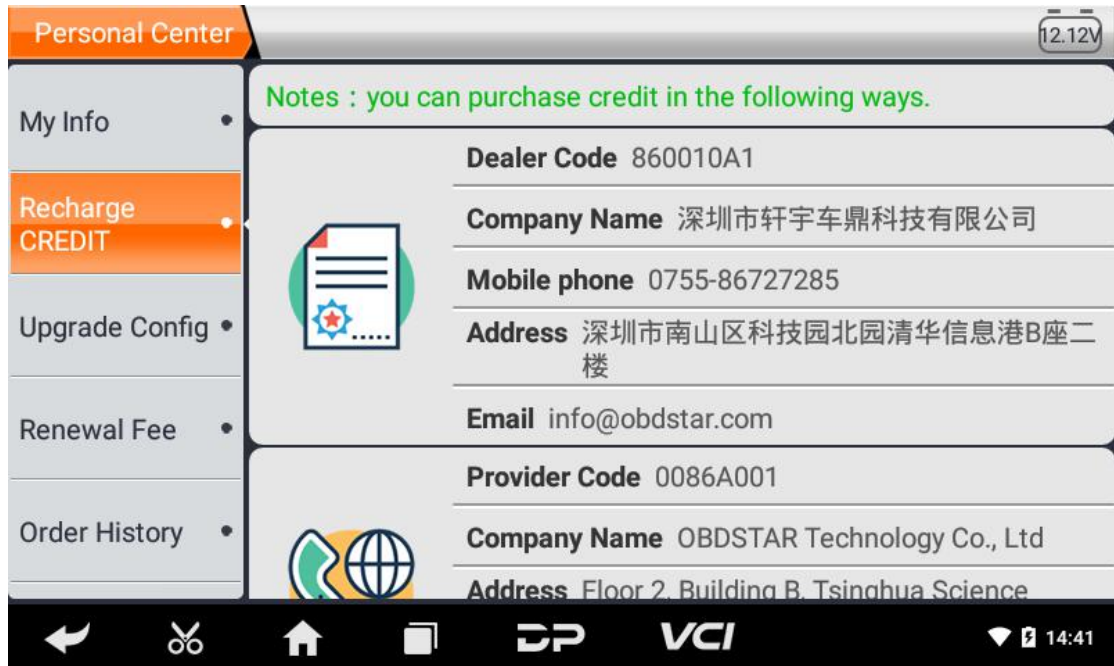 Personal Center
12.12V
My Info
Recharge
CREDIT
Upgrade Config
Renewal Fee
Order History
Notes：you can purchase credit in the following ways.
Dealer Code 860010A1
Company Name 深圳市轩宇车鼎科技有限公司
Mobile phone 0755-86727285
Address 深圳市南山区科技园北园清华信息港B座二
楼
Email info@obdstar.com
Provider Code 0086A001
Company Name OBDSTAR Technology Co., Ltd
Address Floor 2, Building B, Tsinghua Science
DP
VCI
14:41